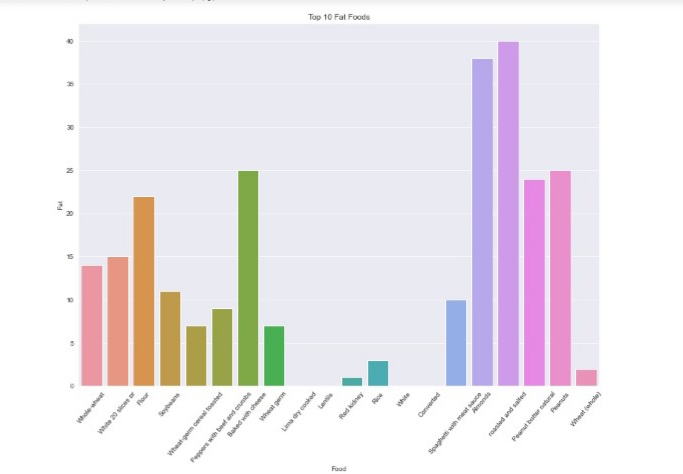 Top 10 Fat Foods
Fat
40
35
30
25
20
15
10
5
0
Whole-wheat
White 20 slices or
Flour
Soybeans
Wheat-germ cereal toasted
Peppers with beef and crumbs
Baked with cheese
Wheat germ
Lima dry cooked
Lentils
Red kidney
Rice
White
Converted
Spaghetti with meat sauce
Almonds
roasted and salted
Peanut butter natural
Peanuts
Wheat (whole)
Food